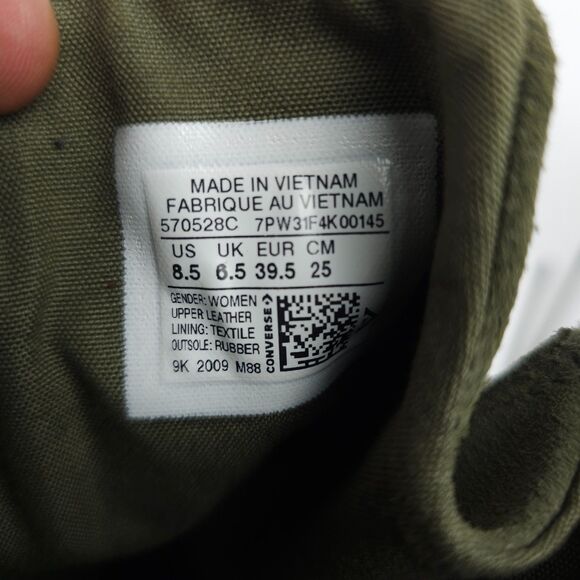 MADE IN VIETNAM
FABRIQUE AU VIETNAM
570528C 7PW31F4K00145
US UK EUR CM
8.5 6.5 39.5 25
GENDER: WOMEN
UPPER LEATHER
LINING: TEXTILE
OUTSOLE: RUBBER
9K 2009 M88
CONVERSE